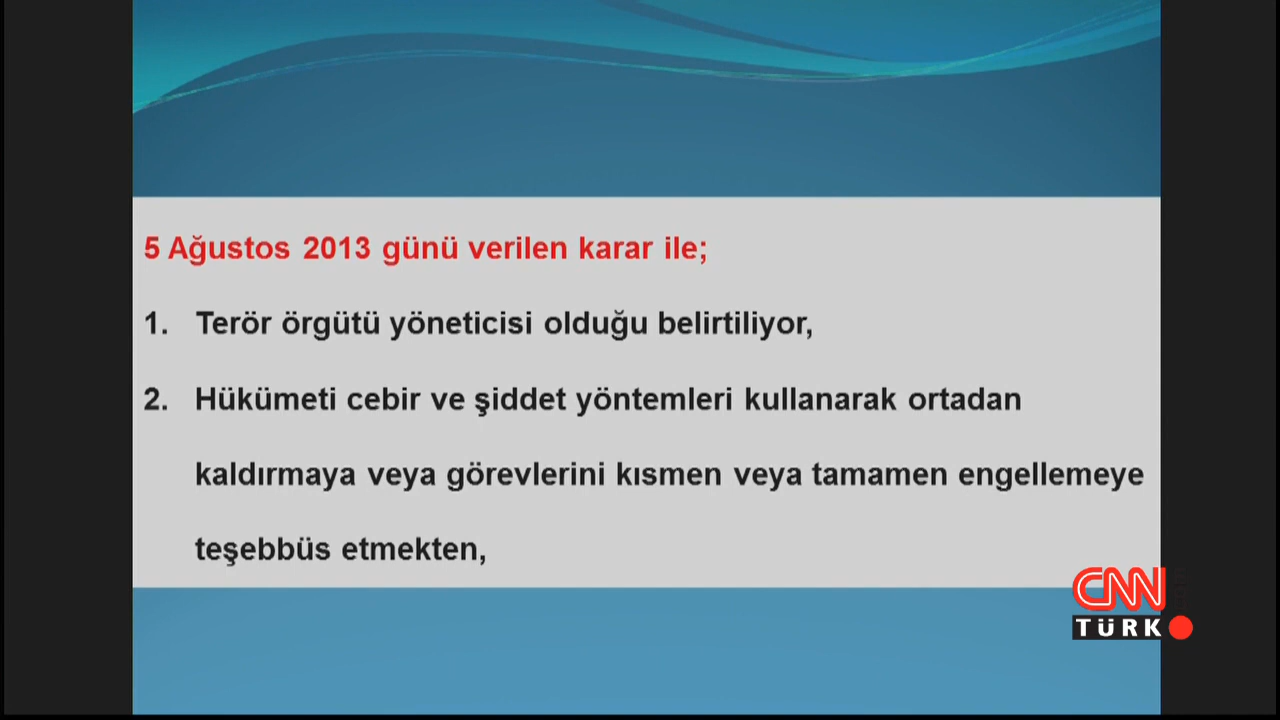 5 Ağustos 2013 günü verilen karar ile;
1. Terör örgütü yöneticisi olduğu belirtiliyor,
2. Hükümeti cebir ve şiddet yöntemleri kullanarak ortadan
kaldırmaya veya görevlerini kısmen veya tamamen engellemeye
teşebbüs etmekten,
CNN
TÜRK